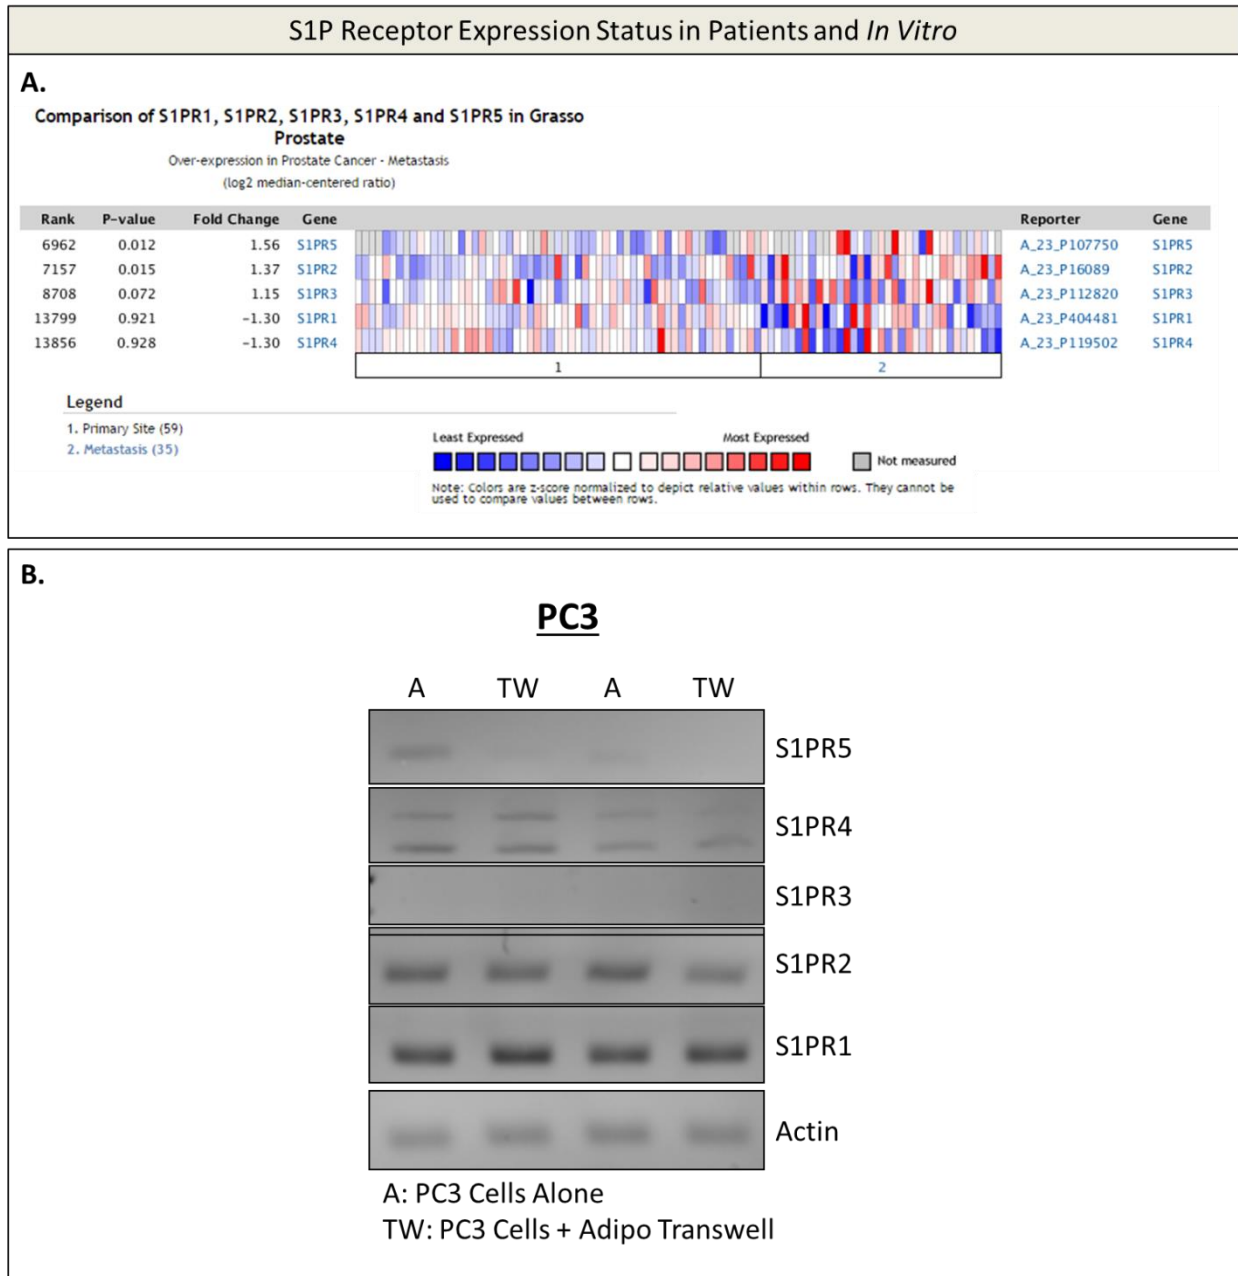 S1P Receptor Expression Status in Patients and In Vitro
A.
Comparison of S1PR1, S1PR2, S1PR3, S1PR4 and S1PR5 in Grasso
Prostate
Over-expression in Prostate Cancer - Metastasis
(log2 median-centered ratio)
Rank P-value Fold Change Gene Reporter Gene
6962 0.012 1.56 S1PR5 A_23_P107750 S1PR5
7157 0.015 1.37 S1PR2 A_23_P16089 S1PR2
8708 0.072 1.15 S1PR3 A_23_P112820 S1PR3
13799 0.921 -1.30 S1PR1 A_23_P404481 S1PR1
13856 0.928 -1.30 S1PR4 A_23_P119502 S1PR4
1 2
Legend
1. Primary Site (59)
2. Metastasis (35)
Least Expressed Most Expressed
Not measured
Note: Colors are z-score normalized to depict relative values within rows. They cannot be
used to compare values between rows.
B.
PC3
A TW A TW
S1PR5
S1PR4
S1PR3
S1PR2
S1PR1
Actin
A: PC3 Cells Alone
TW: PC3 Cells + Adipo Transwell